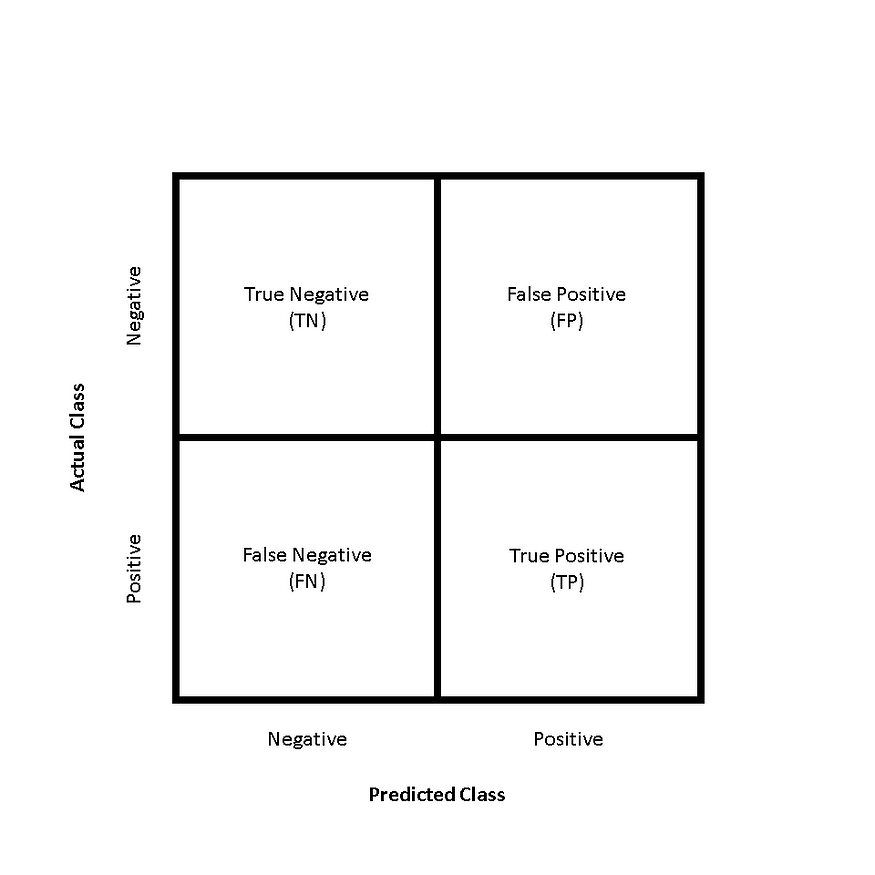 Actual Class
Negative
True Negative
(TN)
False Positive
(FP)
Positive
False Negative
(FN)
True Positive
(TP)
Negative
Positive
Predicted Class